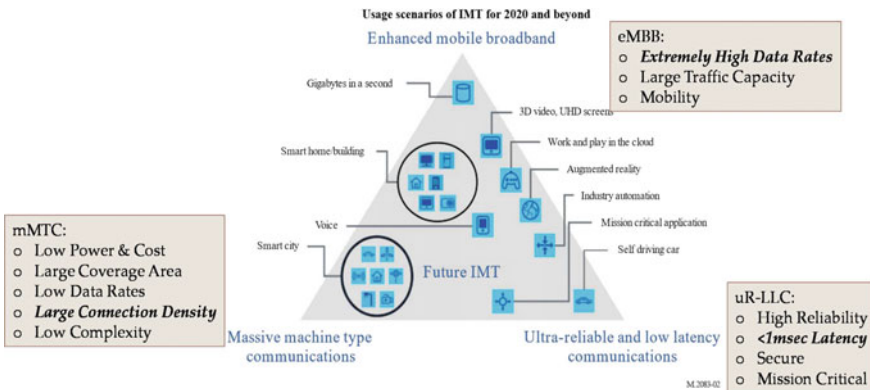 Usage scenarios of IMT for 2020 and beyond
Enhanced mobile broadband
eMBB:
o Extremely High Data Rates
o Large Traffic Capacity
o Mobility
Gigabytes in a second
3D video, UHD screens
Smart home/building
Work and play in the cloud
Augmented reality
Industry automation
Voice
Mission critical application
Smart city
Self driving car
Future IMT
mMTC:
o Low Power & Cost
o Large Coverage Area
o Low Data Rates
o Large Connection Density
o Low Complexity
Massive machine type
communications
Ultra-reliable and low latency
communications
uR-LLC:
o High Reliability
o <1msec Latency
o Secure
o Mission Critical
M.2083-02